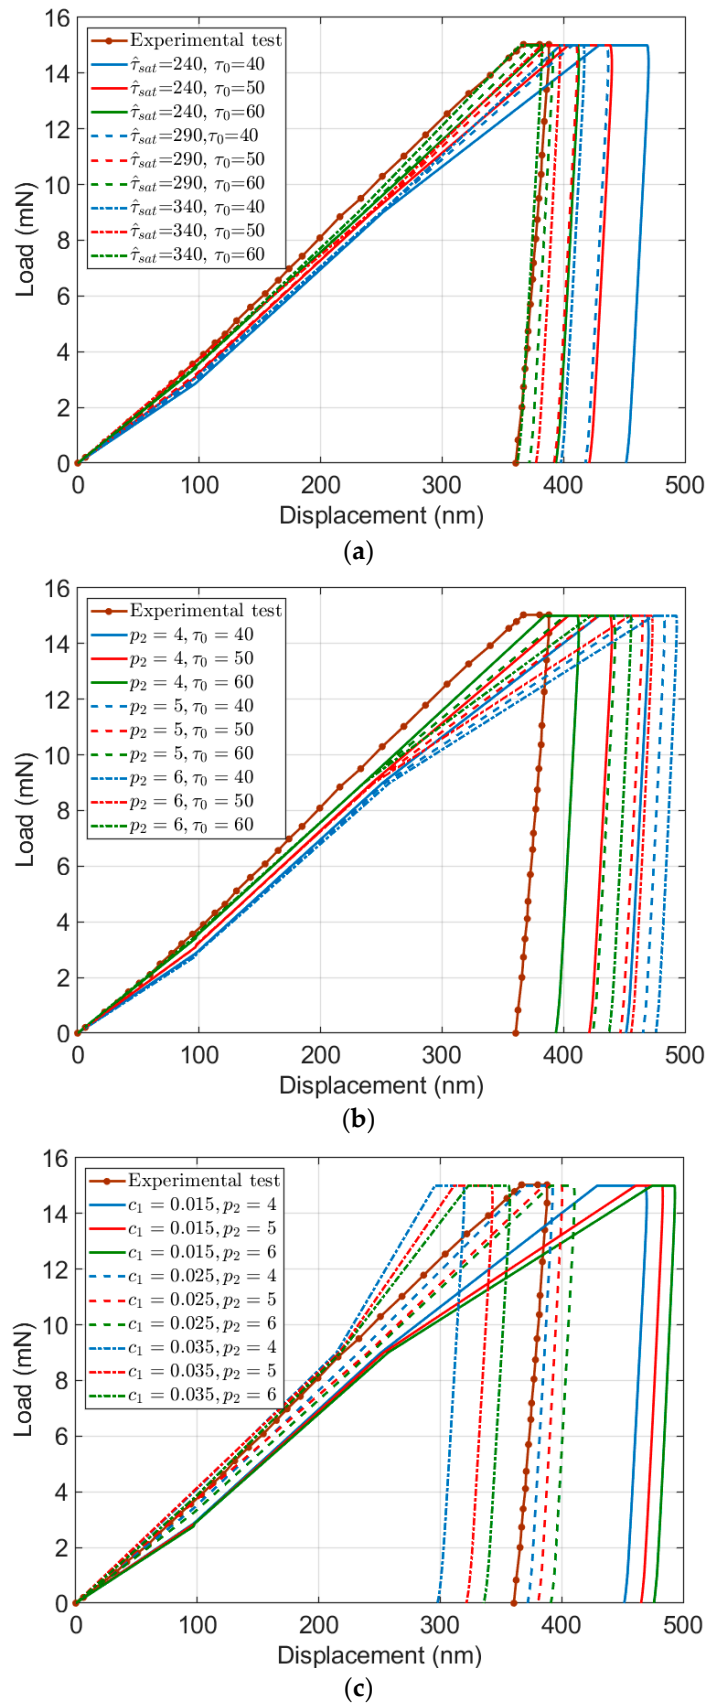 16
14
12
10
8
6
4
2
0
Load (mN)
Experimental test
τ̂sat=240, τ0=40
τ̂sat=240, τ0=50
τ̂sat=240, τ0=60
τ̂sat=290,τ0=40
τ̂sat=290, τ0=50
τ̂sat=290, τ0=60
τ̂sat=340, τ0=40
τ̂sat=340, τ0=50
τ̂sat=340, τ0=60
0 100 200 300 400 500
Displacement (nm)
(a)
16
14
12
10
8
6
4
2
0
Load (mN)
Experimental test
p2 = 4, τ0 = 40
p2 = 4, τ0 = 50
p2 = 4, τ0 = 60
p2 = 5, τ0 = 40
p2 = 5, τ0 = 50
p2 = 5, τ0 = 60
p2 = 6, τ0 = 40
p2 = 6, τ0 = 50
p2 = 6, τ0 = 60
0 100 200 300 400 500
Displacement (nm)
(b)
16
14
12
10
8
6
4
2
0
Load (mN)
Experimental test
c1 = 0.015, p2 = 4
c1 = 0.015, p2 = 5
c1 = 0.015, p2 = 6
c1 = 0.025, p2 = 4
c1 = 0.025, p2 = 5
c1 = 0.025, p2 = 6
c1 = 0.035, p2 = 4
c1 = 0.035, p2 = 5
c1 = 0.035, p2 = 6
0 100 200 300 400 500
Displacement (nm)
(c)